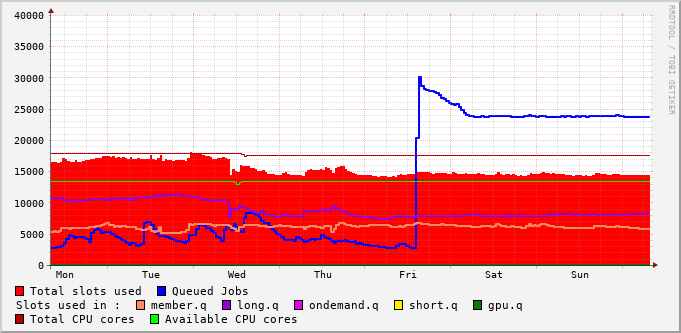 40000
35000
30000
25000
20000
15000
10000
5000
0
Mon Tue Wed Thu Fri Sat Sun
RRDTOOL / TOBI OETIKER
Total slots used Queued Jobs
Slots used in : member.q long.q ondemand.q short.q gpu.q
Total CPU cores Available CPU cores